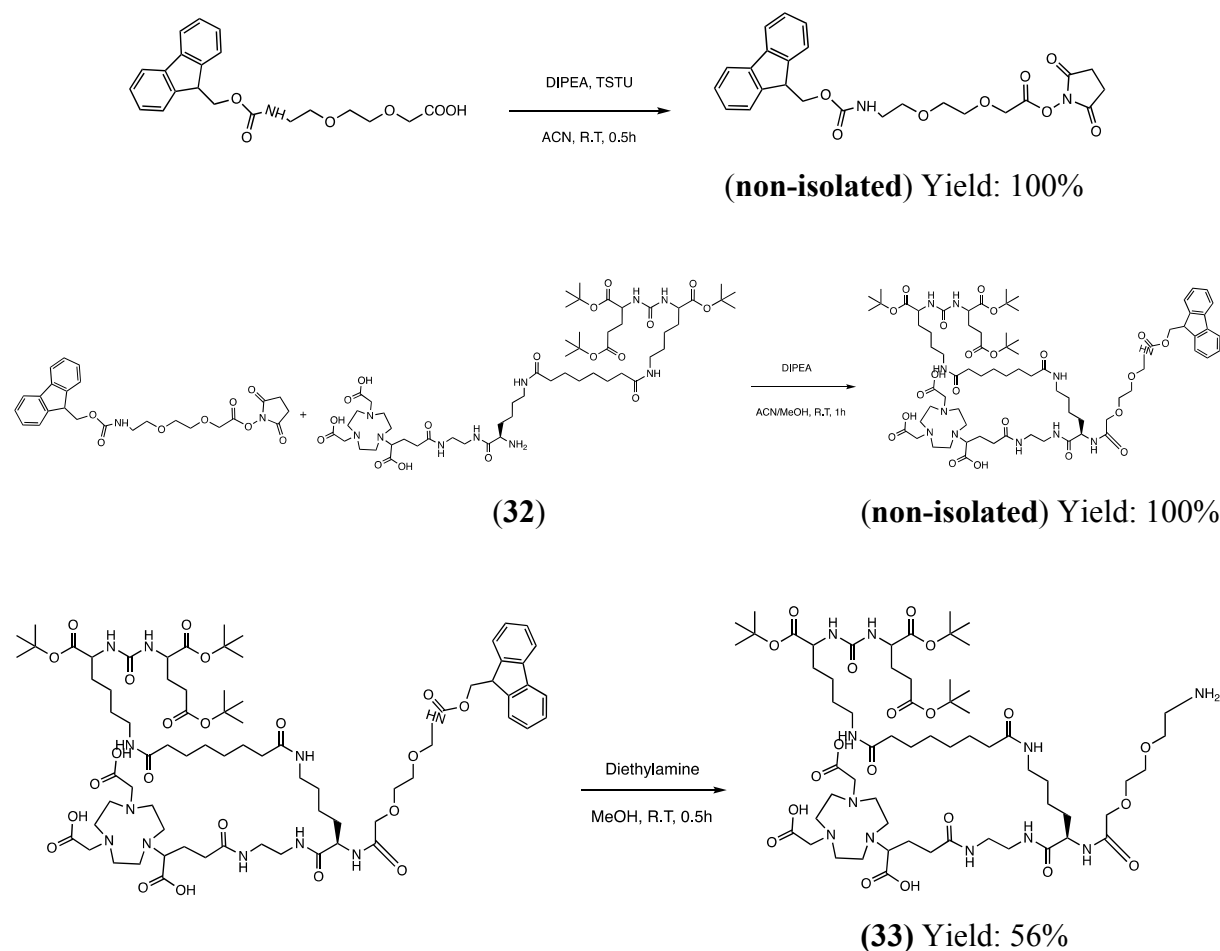 DIPEA, TSTU
ACN, R.T, 0.5h
(non-isolated) Yield: 100%
+
DIPEA
ACN/MeOH, R.T, 1h
(32)
(non-isolated) Yield: 100%
Diethylamine
MeOH, R.T, 0.5h
(33) Yield: 56%